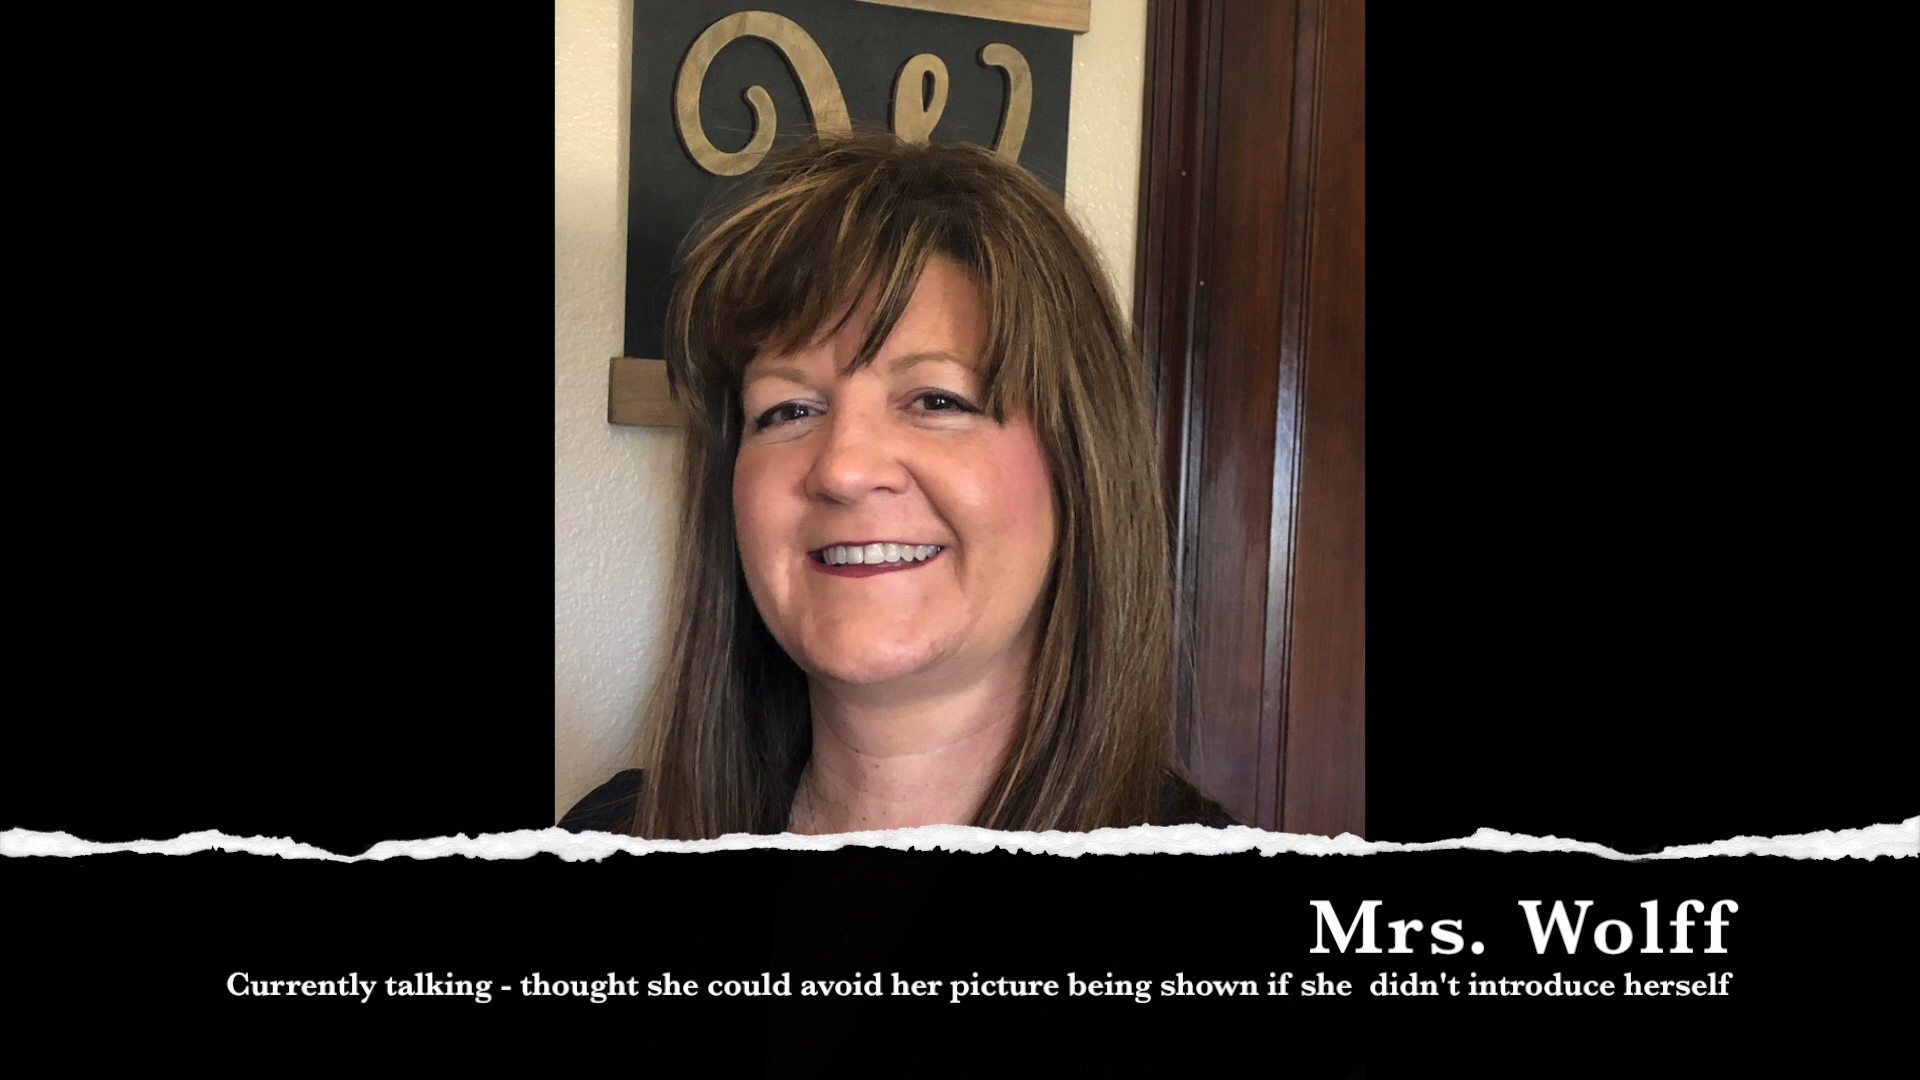 W
Mrs. Wolff
Currently talking - thought she could avoid her picture being shown if she  didn't introduce herself